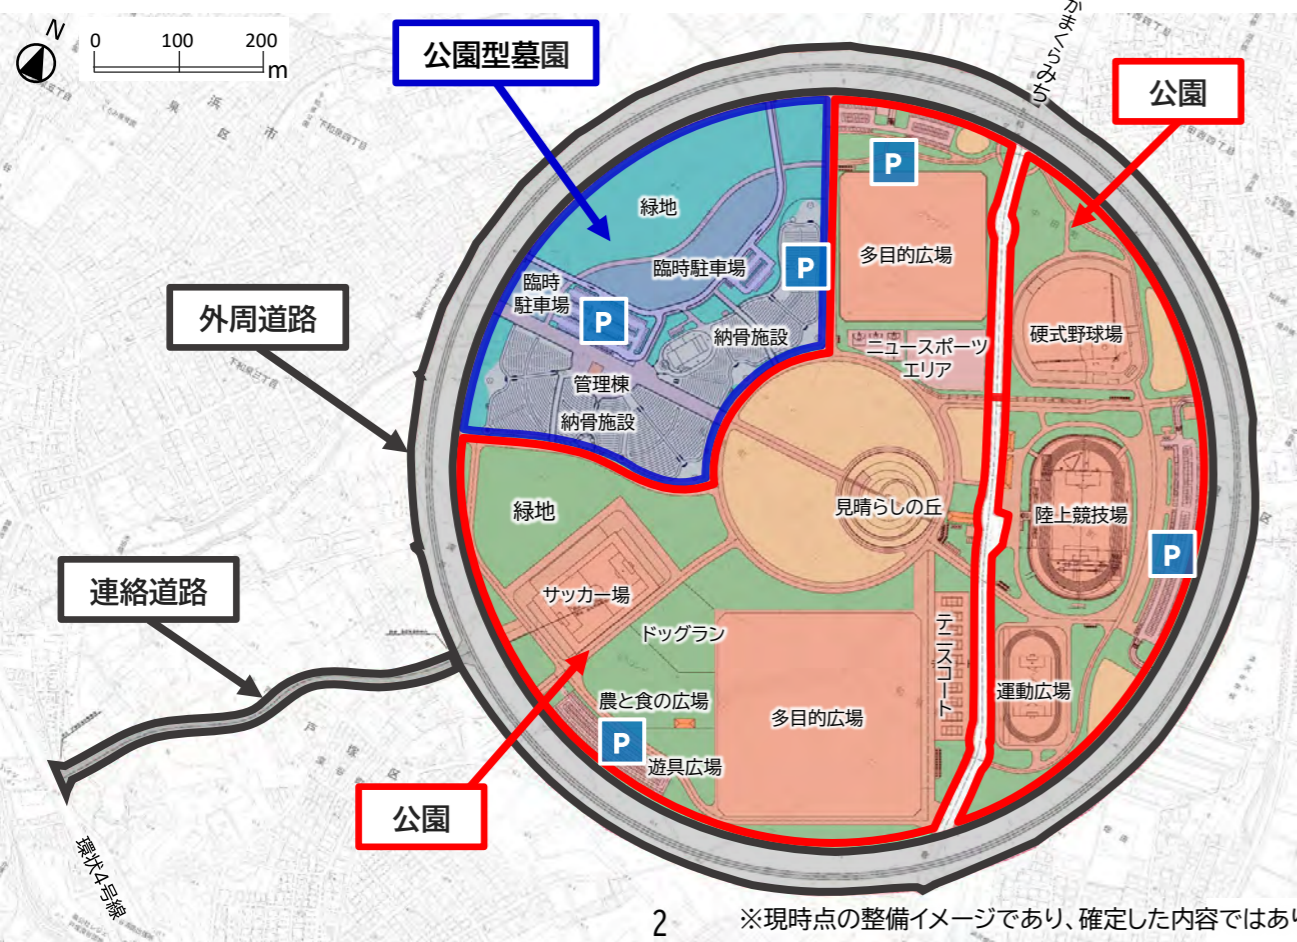 N
0 100 200
m
公園型墓園
かまくらみち
公園
P
緑地
多目的広場
臨時駐車場
P
臨時
駐車場
P
外周道路
納骨施設
ニュースポーツ
エリア
硬式野球場
管理棟
納骨施設
見晴らしの丘
緑地
陸上競技場
P
サッカー場
連絡道路
ドッグラン
テニスコート
農と食の広場
運動広場
多目的広場
P
遊具広場
公園
環状4号線
2
※現時点の整備イメージであり、確定した内容ではあり